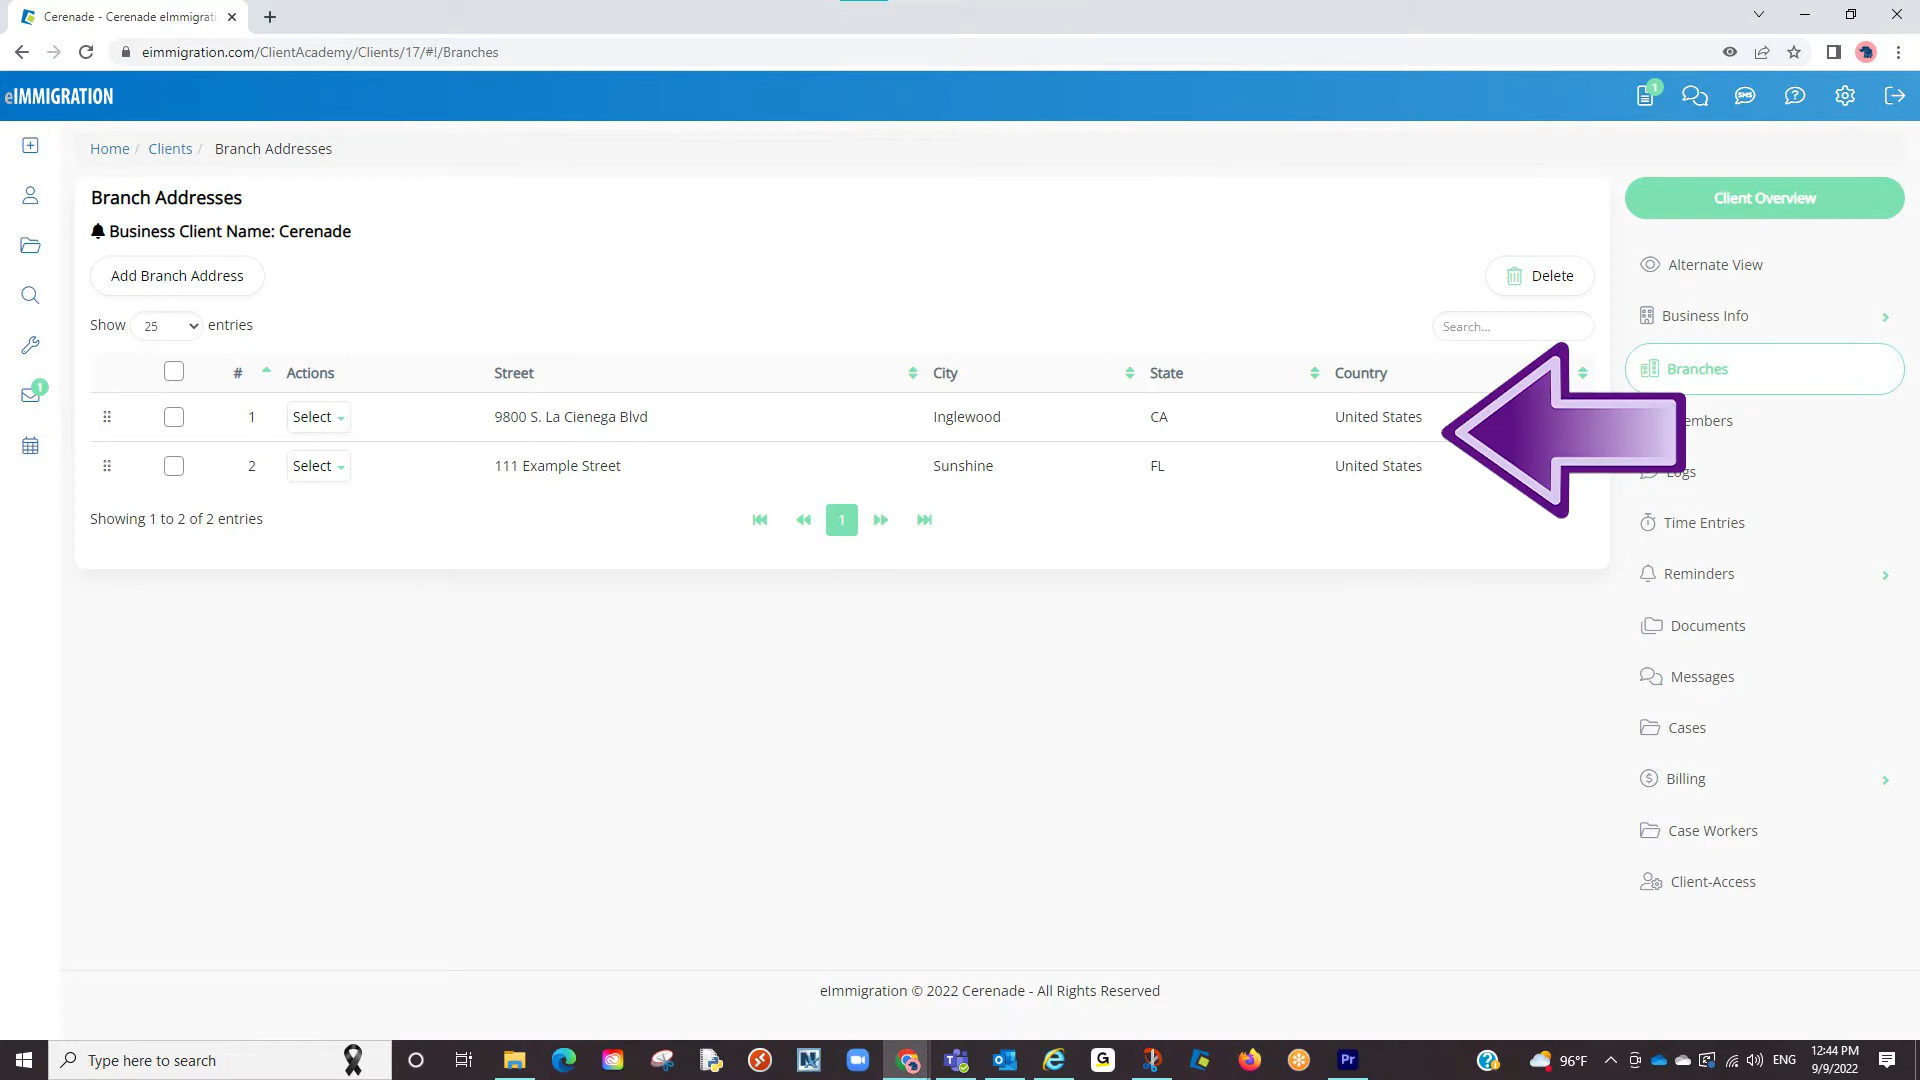 Cerenade - Cerenade eImmigrati
eimmigration.com/ClientAcademy/Clients/17/#!/Branches
eIMMIGRATION
1
SMS
Home / Clients / Branch Addresses
Branch Addresses
Business Client Name: Cerenade
Add Branch Address
Delete
Show 25 entries
Search...
# Actions Street City State Country
1 Select 9800 S. La Cienega Blvd Inglewood CA United States
2 Select 111 Example Street Sunshine FL United States
Showing 1 to 2 of 2 entries
1
1
Client Overview
Alternate View
Business Info
Branches
embers
Logs
Time Entries
Reminders
Documents
Messages
Cases
Billing
Case Workers
Client-Access
eImmigration © 2022 Cerenade - All Rights Reserved
Type here to search
G
Pr
96°F
ENG
12:44 PM
9/9/2022